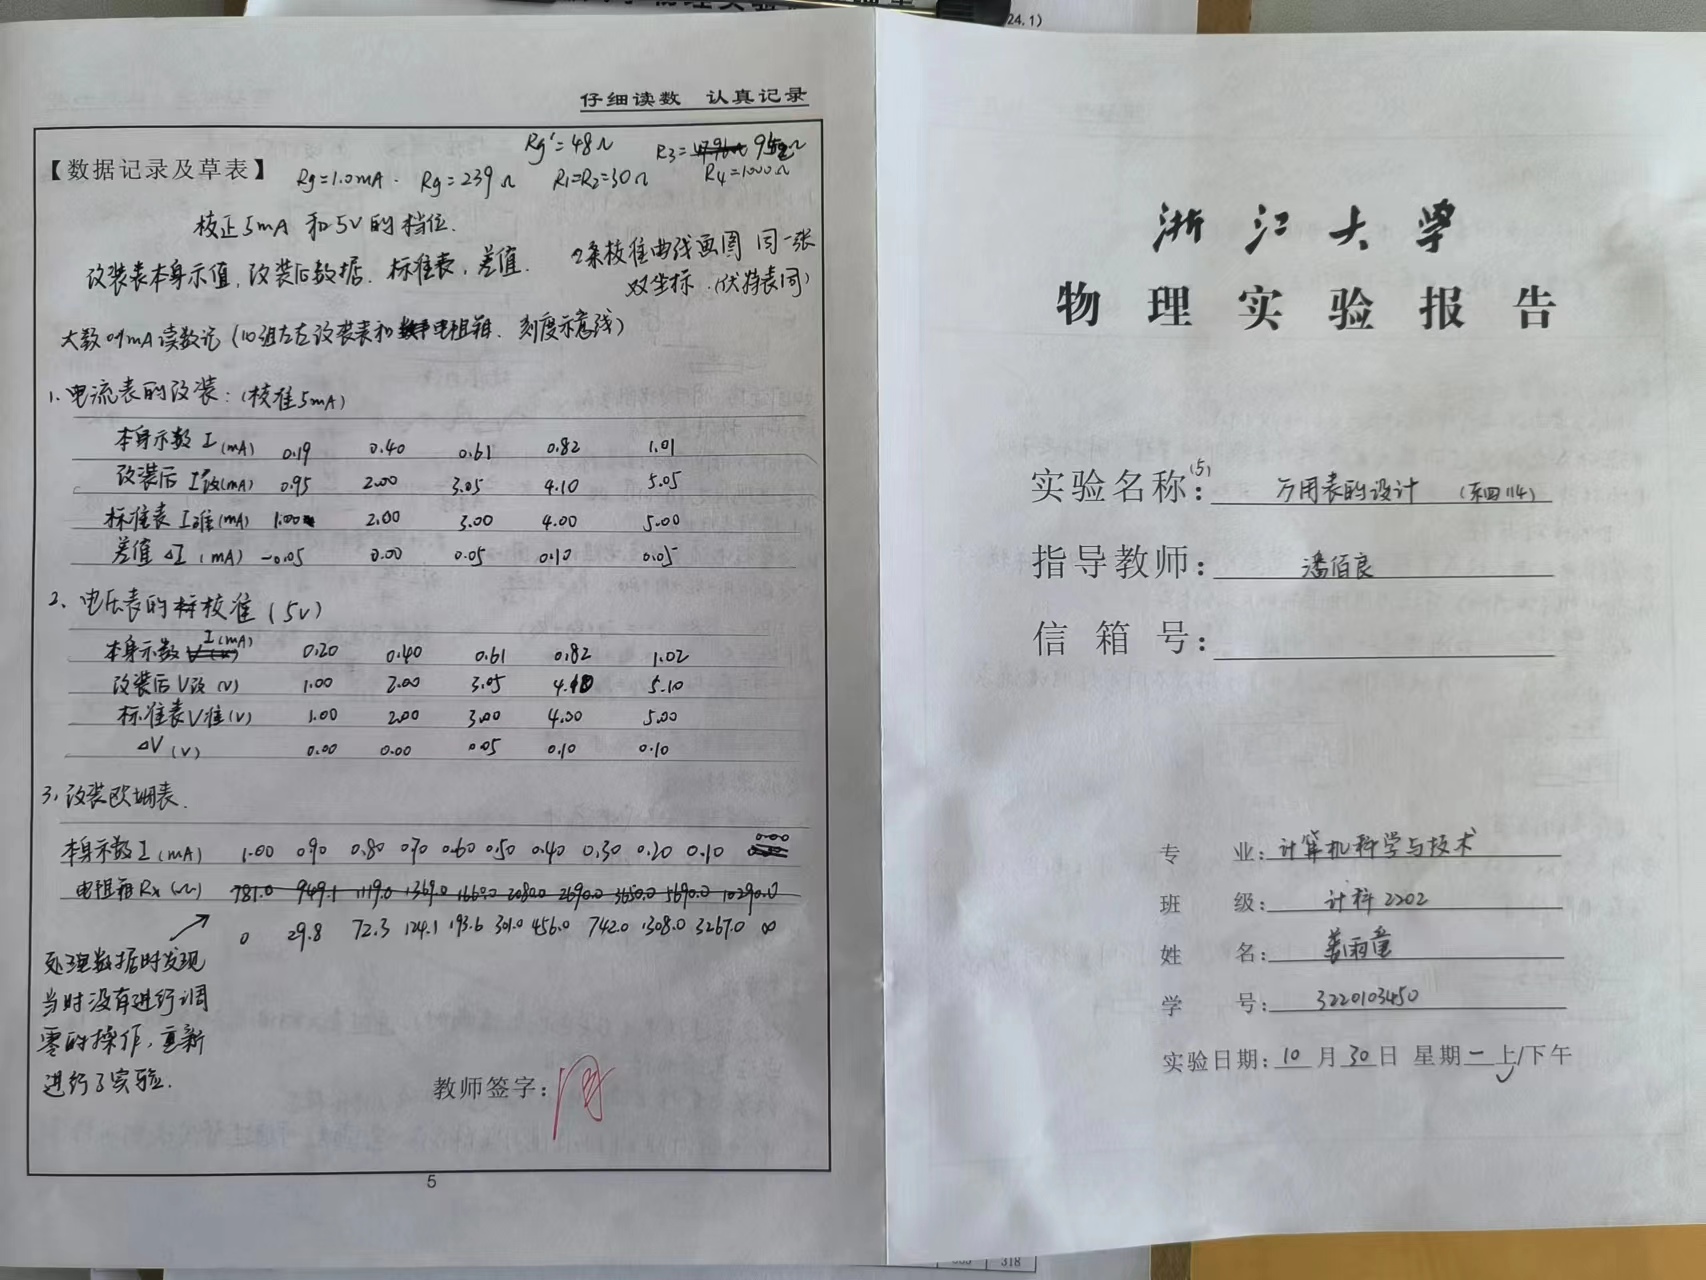 24.1)
仔细读数 认真记录
【数据记录及草表】
Rg'=48Ω
R3= 952Ω
Rg=1.0mA. Rg=239Ω R1=R2=30Ω R4=1000Ω
校正5mA 和5V的档位.
改装表本身示值,改装后数据.标准表,差值.
2条校准曲线画图 同一张
双坐标.(伏特表同)
(10组左右改装表和电阻箱. 刻度示意线)
1.电流表的改装:(校准5mA)
本身示数I(mA) 0.19 0.40 0.61 0.82 1.01
改装后 I改(mA) 0.95 2.00 3.05 4.10 5.05
标准表 I准(mA) 1.00 2.00 3.00 4.00 5.00
差值 ΔI (mA) -0.05 0.00 0.05 0.10 0.05
2、电压表的校准(5V)
本身示数 I(mA) 0.20 0.40 0.61 0.82 1.02
改装后V改(V) 1.00 2.00 3.05 4.10 5.10
标准表V准(V) 1.00 2.00 3.00 4.00 5.00
ΔV (V) 0.00 0.00 0.05 0.10 0.10
3,改装欧姆表.
本身示数I(mA) 1.00 0.90 0.80 0.70 0.60 0.50 0.40 0.30 0.20 0.10 0.00
电阻箱Rx(Ω) 781.0 949.1 1119.0 1369.0 1660.0 2080.0 2690.0 3650.0 5690.0 10290.0
0 29.8 72.3 124.1 193.6 301.0 456.0 742.0 1308.0 3267.0 ∞
处理数据时发现
当时没有进行调
零的操作,重新
进行了实验.
教师签字:
5
浙江大学
物理实验报告
实验名称:(5) 万用表的设计 (东四114)
指导教师: 潘佰良
信箱号:
专业: 计算机科学与技术
班级: 计科2202
姓名: 姜雨童
学号: 3220103450
实验日期: 10 月 30 日 星期 一 上/下午
318